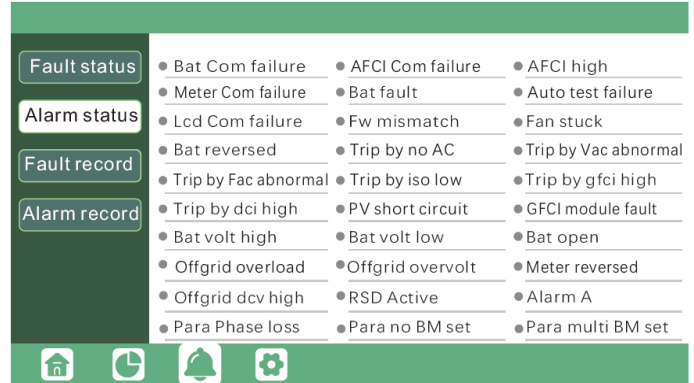 Fault status
Alarm status
Fault record
Alarm record
Bat Com failure AFCI Com failure AFCI high
Meter Com failure Bat fault Auto test failure
Lcd Com failure Fw mismatch Fan stuck
Bat reversed Trip by no AC Trip by Vac abnormal
Trip by Fac abnormal Trip by iso low Trip by gfci high
Trip by dci high PV short circuit GFCI module fault
Bat volt high Bat volt low Bat open
Offgrid overload Offgrid overvolt Meter reversed
Offgrid dcv high RSD Active Alarm A
Para Phase loss Para no BM set Para multi BM set